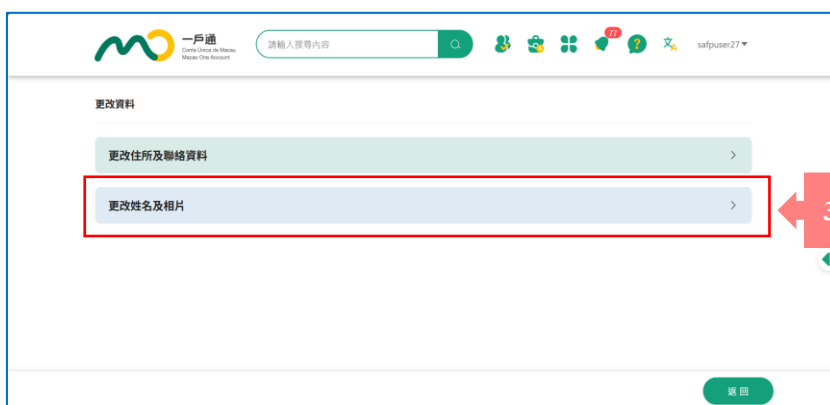 一戶通
Conta Única de Macau
Macao One Account
請輸入搜尋內容
77
?
文A
safpuser27
更改資料
更改住所及聯絡資料
更改姓名及相片
3
返回